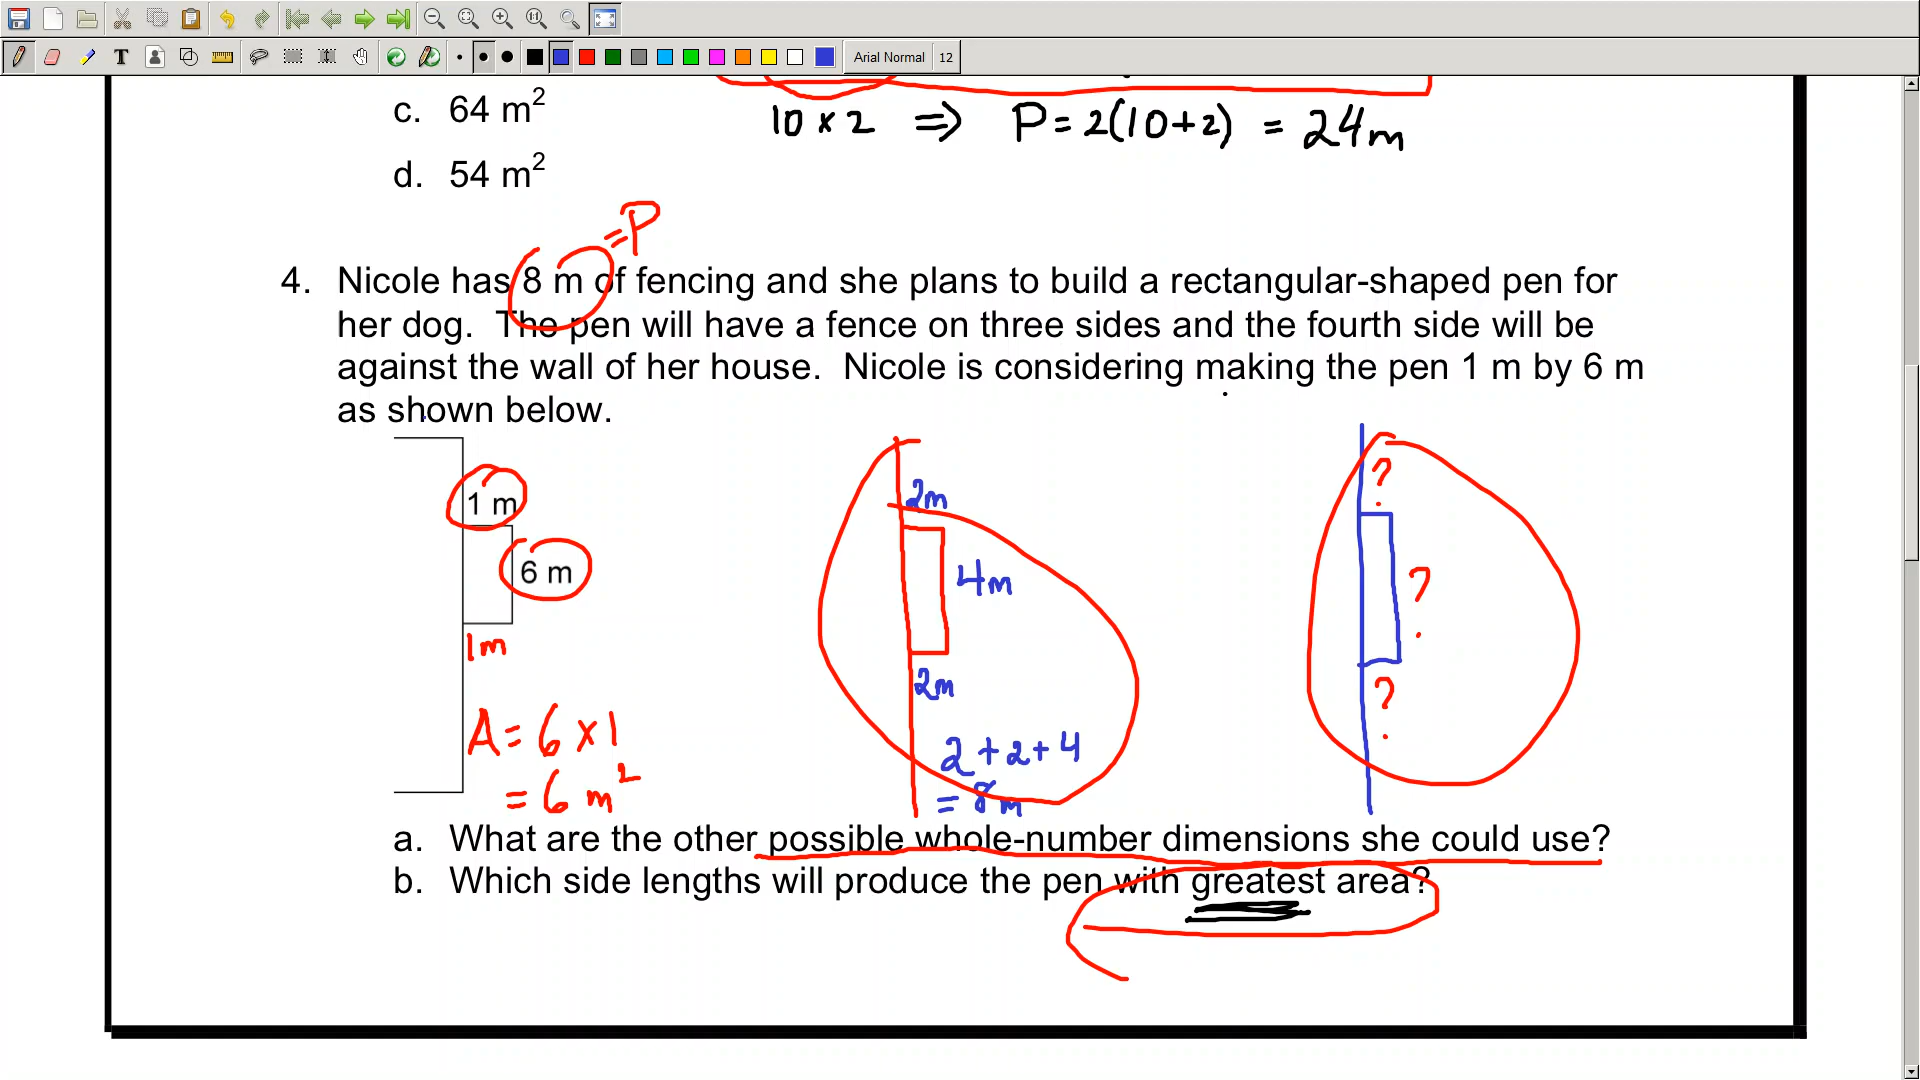 Arial Normal 12
c. 64 m²
10 x 2 ⇒ P = 2(10+2) = 24m
d. 54 m²
= P
4. Nicole has 8 m of fencing and she plans to build a rectangular-shaped pen for
her dog. The pen will have a fence on three sides and the fourth side will be
against the wall of her house. Nicole is considering making the pen 1 m by 6 m
as shown below.
1 m
6 m
1m
A = 6 x 1
= 6 m²
2m
4m
2m
2 + 2 + 4
= 8m
?
?
?
a. What are the other possible whole-number dimensions she could use?
b. Which side lengths will produce the pen with greatest area?